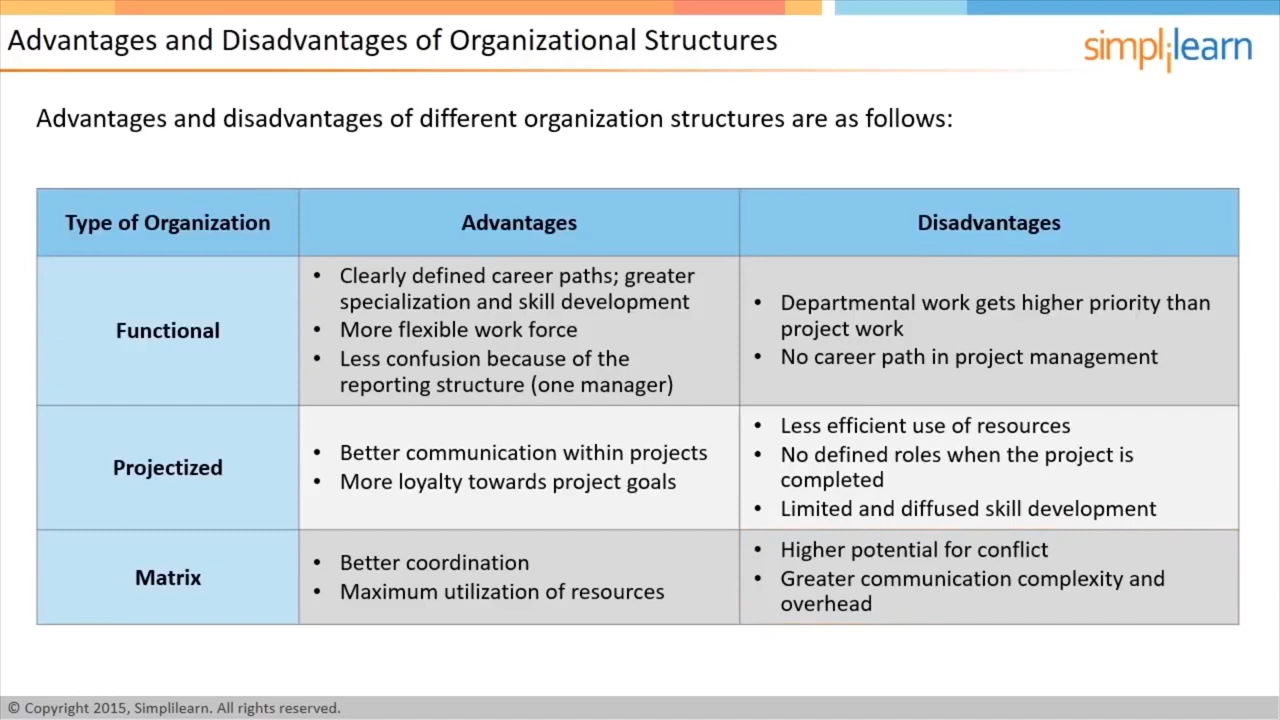 Advantages and Disadvantages of Organizational Structures
simplilearn
Advantages and disadvantages of different organization structures are as follows:
Type of Organization
Advantages
Disadvantages
Functional
• Clearly defined career paths; greater
specialization and skill development
• More flexible work force
• Less confusion because of the
reporting structure (one manager)
• Departmental work gets higher priority than
project work
• No career path in project management
Projectized
• Better communication within projects
• More loyalty towards project goals
• Less efficient use of resources
• No defined roles when the project is
completed
• Limited and diffused skill development
Matrix
• Better coordination
• Maximum utilization of resources
• Higher potential for conflict
• Greater communication complexity and
overhead
© Copyright 2015, Simplilearn. All rights reserved.